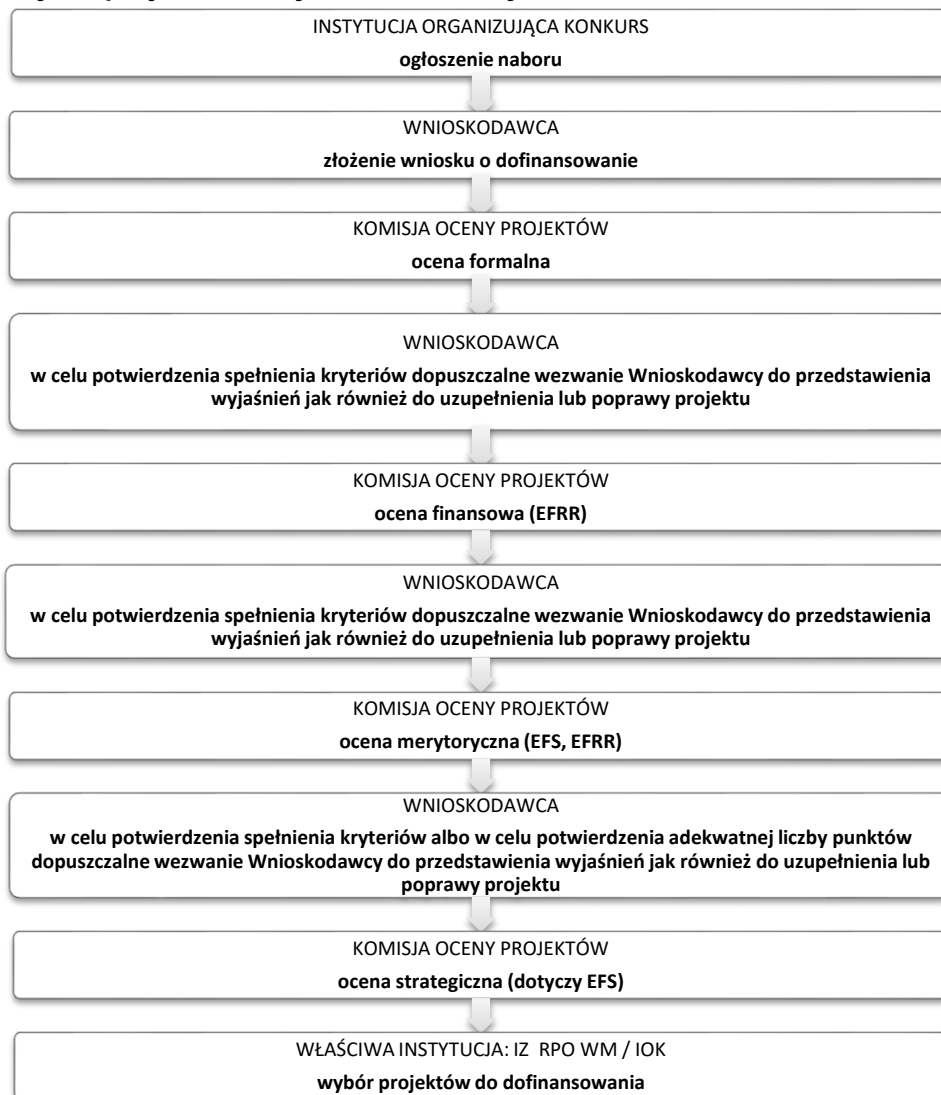 INSTYTUCJA ORGANIZUJĄCA KONKURS
ogłoszenie naboru
WNIOSKODAWCA
złożenie wniosku o dofinansowanie
KOMISJA OCENY PROJEKTÓW
ocena formalna
WNIOSKODAWCA
w celu potwierdzenia spełnienia kryteriów dopuszczalne wezwanie Wnioskodawcy do przedstawienia
wyjaśnień jak również do uzupełnienia lub poprawy projektu
KOMISJA OCENY PROJEKTÓW
ocena finansowa (EFRR)
WNIOSKODAWCA
w celu potwierdzenia spełnienia kryteriów dopuszczalne wezwanie Wnioskodawcy do przedstawienia
wyjaśnień jak również do uzupełnienia lub poprawy projektu
KOMISJA OCENY PROJEKTÓW
ocena merytoryczna (EFS, EFRR)
WNIOSKODAWCA
w celu potwierdzenia spełnienia kryteriów albo w celu potwierdzenia adekwatnej liczby punktów
dopuszczalne wezwanie Wnioskodawcy do przedstawienia wyjaśnień jak również do uzupełnienia lub
poprawy projektu
KOMISJA OCENY PROJEKTÓW
ocena strategiczna (dotyczy EFS)
WŁAŚCIWA INSTYTUCJA: IZ RPO WM / IOK
wybór projektów do dofinansowania